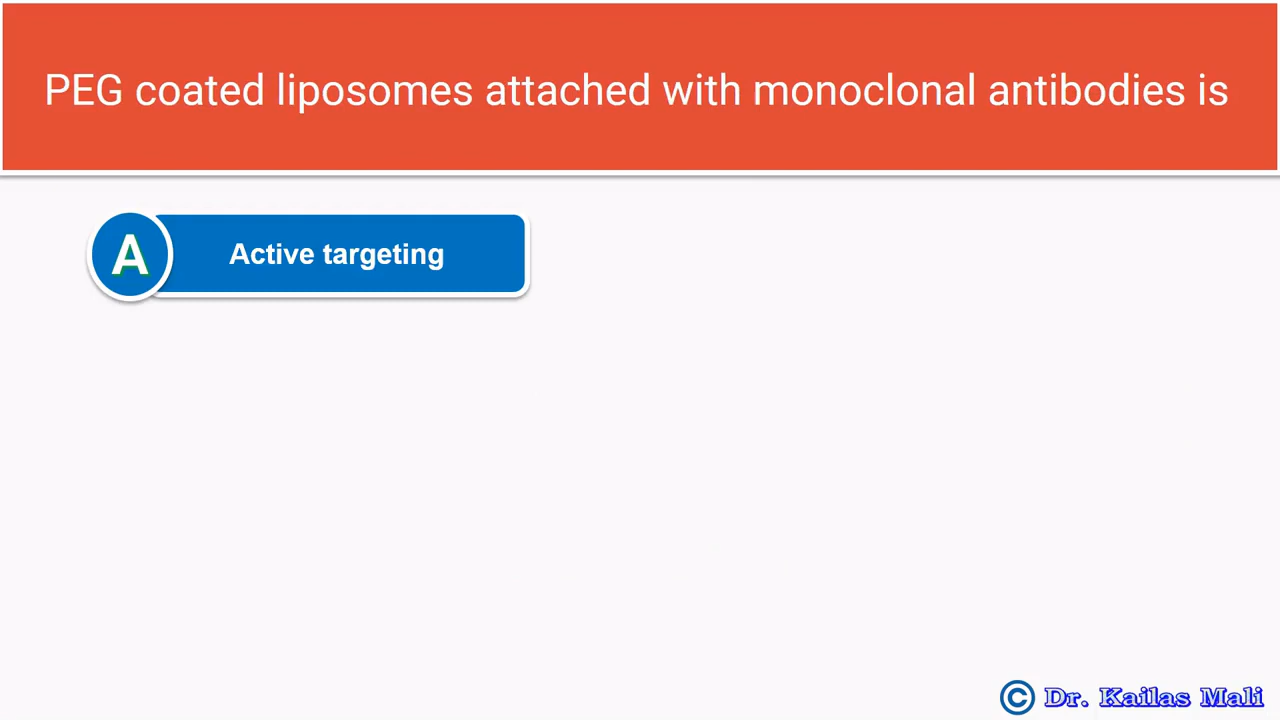 PEG coated liposomes attached with monoclonal antibodies is
A Active targeting
© Dr. Kailas Mali